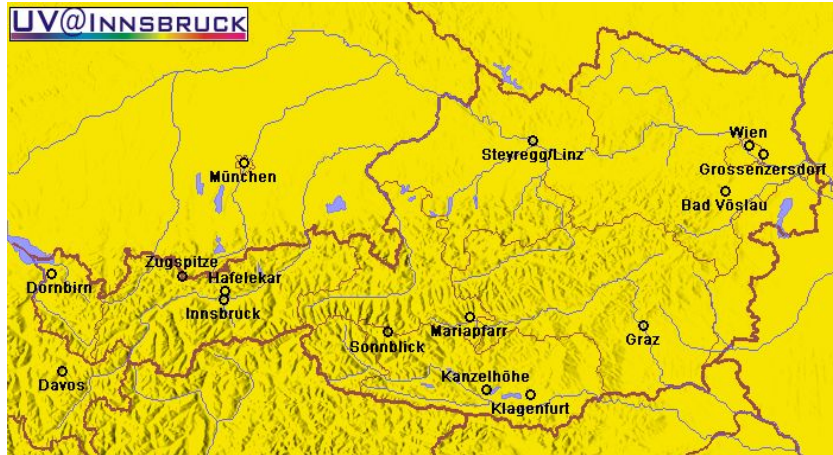 UV@INNSBRUCK
Wien
Steyregg/Linz
Grossenzersdorf
München
Bad Vöslau
Zugspitze
Dornbirn
Hafelekar
Innsbruck
Mariapfarr
Sonnblick
Graz
Davos
Kanzelhöhe
Klagenfurt